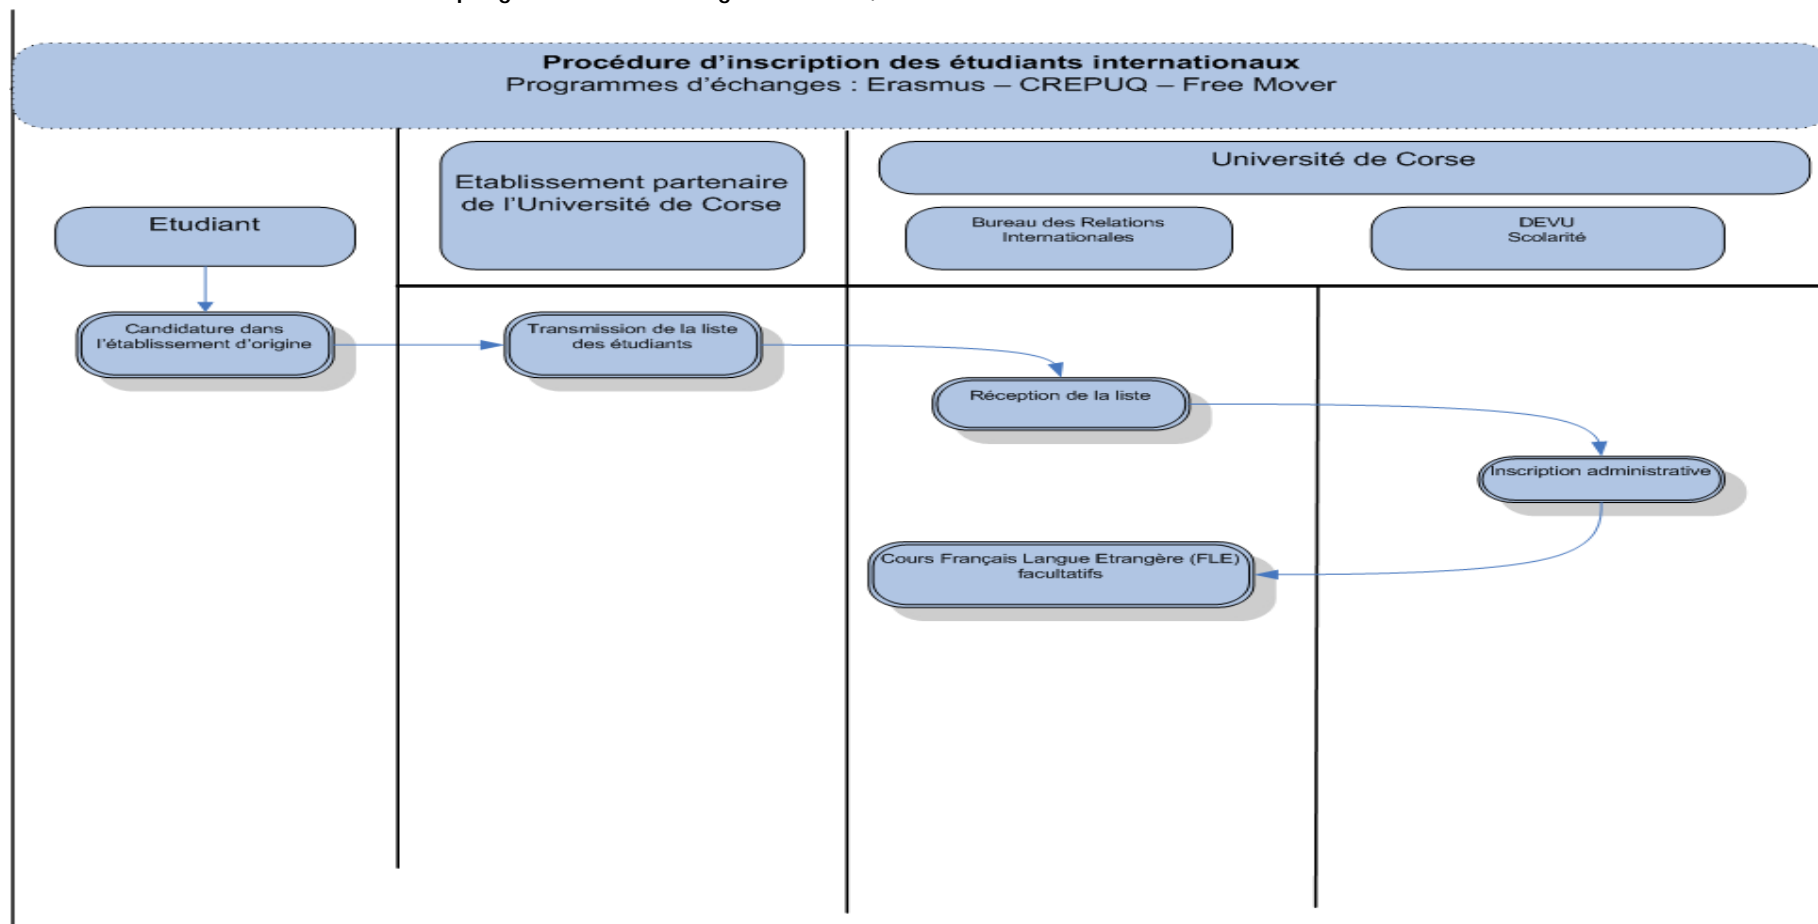 Procédure d’inscription des étudiants internationaux
Programmes d’échanges : Erasmus – CREPUQ – Free Mover
Etudiant
Etablissement partenaire
de l’Université de Corse
Université de Corse
Bureau des Relations
Internationales
DEVU
Scolarité
Candidature dans
l’établissement d’origine
Transmission de la liste
des étudiants
Réception de la liste
Inscription administrative
Cours Français Langue Etrangère (FLE)
facultatifs